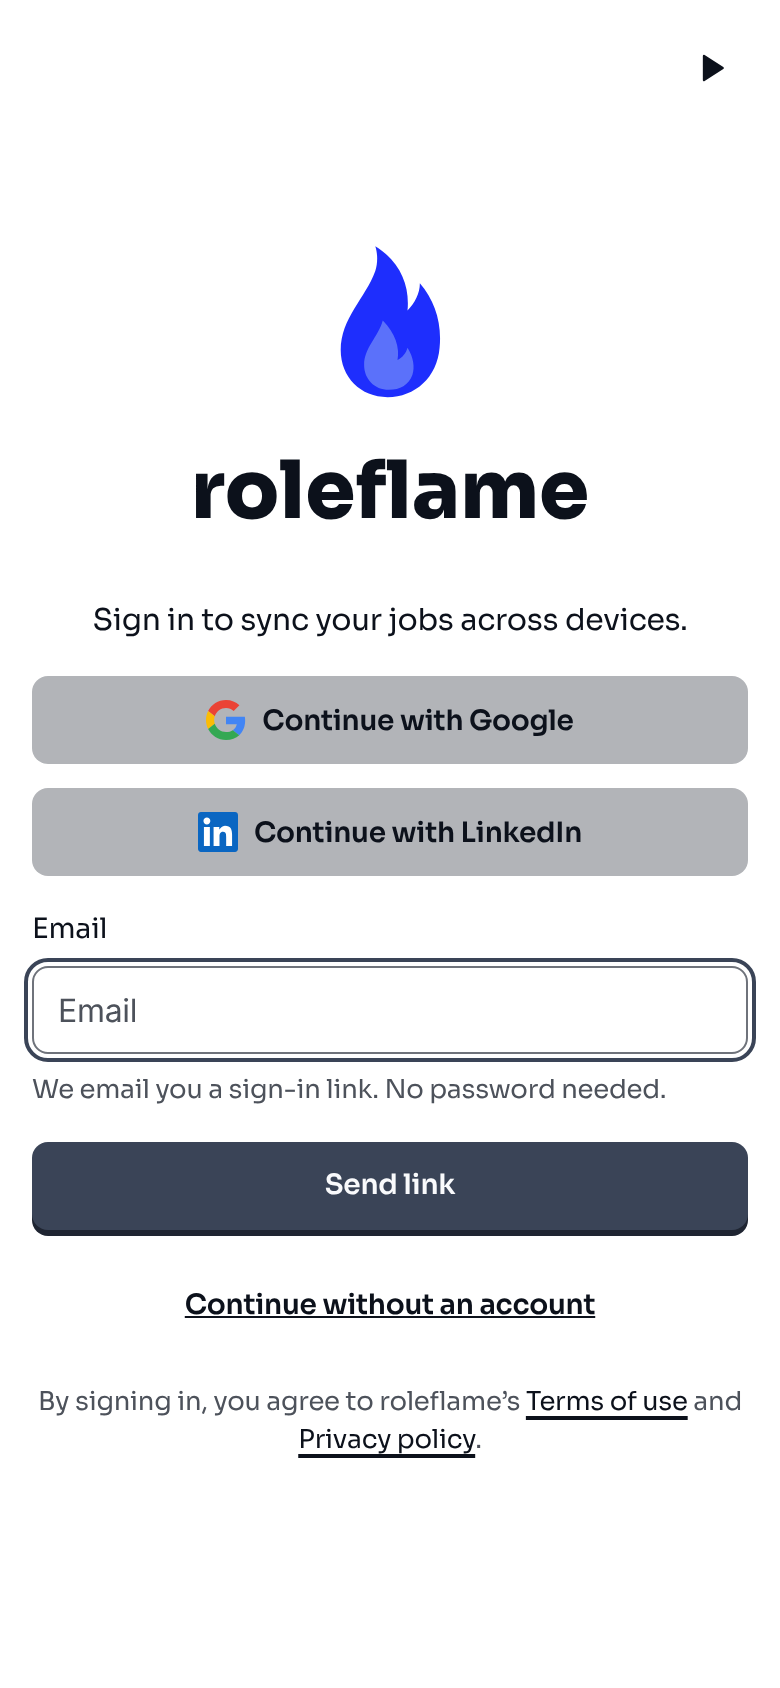 roleflame
Sign in to sync your jobs across devices.
Continue with Google
in Continue with LinkedIn
Email
Email
We email you a sign-in link. No password needed.
Send link
Continue without an account
By signing in, you agree to roleflame’s Terms of use and
Privacy policy.